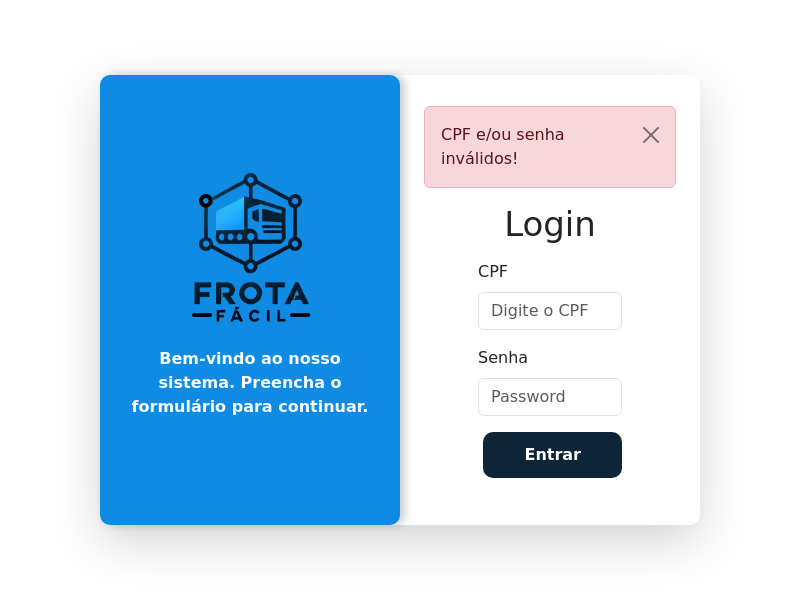 FROTA
FÁCIL
Bem-vindo ao nosso
sistema. Preencha o
formulário para continuar.
CPF e/ou senha
inválidos!
Login
CPF
Digite o CPF
Senha
Password
Entrar